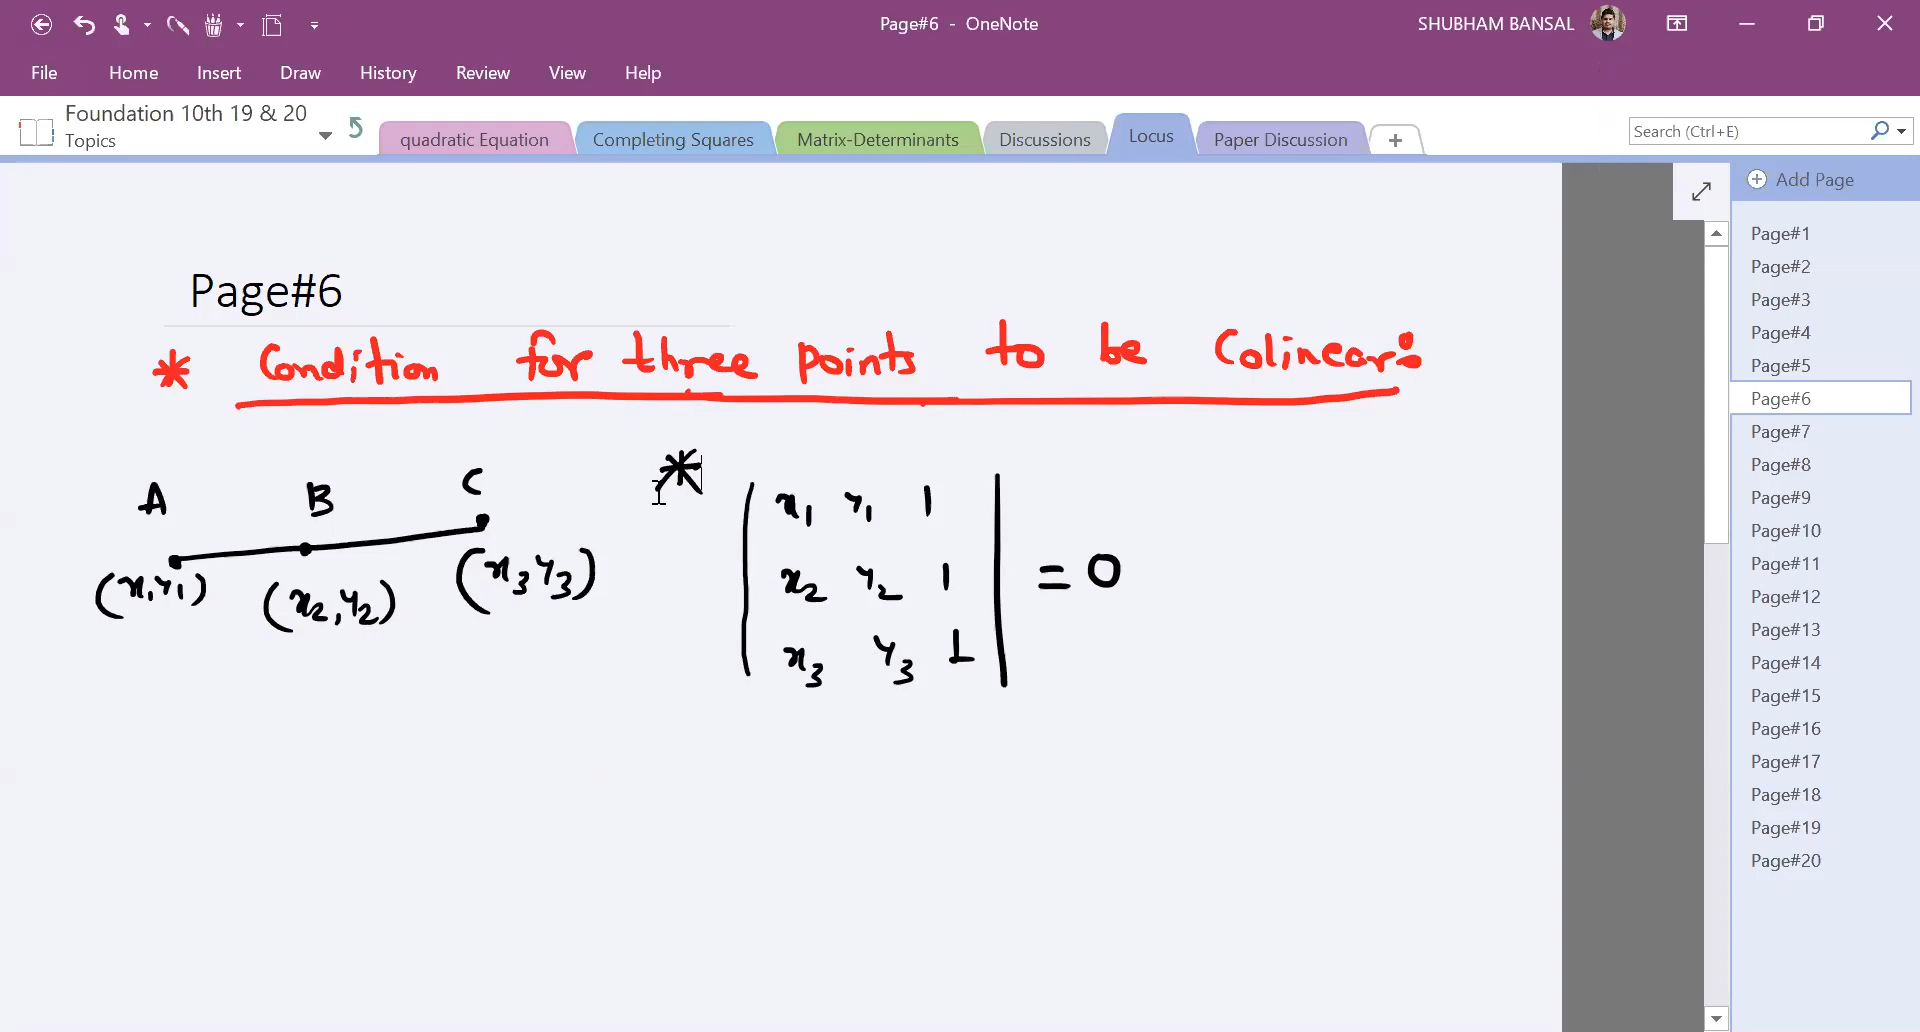 Page#6 - OneNote
SHUBHAM BANSAL
File Home Insert Draw History Review View Help
Foundation 10th 19 & 20
Topics
quadratic Equation
Completing Squares
Matrix-Determinants
Discussions
Locus
Paper Discussion
+
Search (Ctrl+E)
Add Page
Page#1
Page#2
Page#3
Page#4
Page#5
Page#6
Page#7
Page#8
Page#9
Page#10
Page#11
Page#12
Page#13
Page#14
Page#15
Page#16
Page#17
Page#18
Page#19
Page#20
Page#6
* Condition for three points to be Colinear:
A B C
(x1y1) (x2,y2) (x3y3)
*
x1 y1 1
x2 y2 1 = 0
x3 y3 1